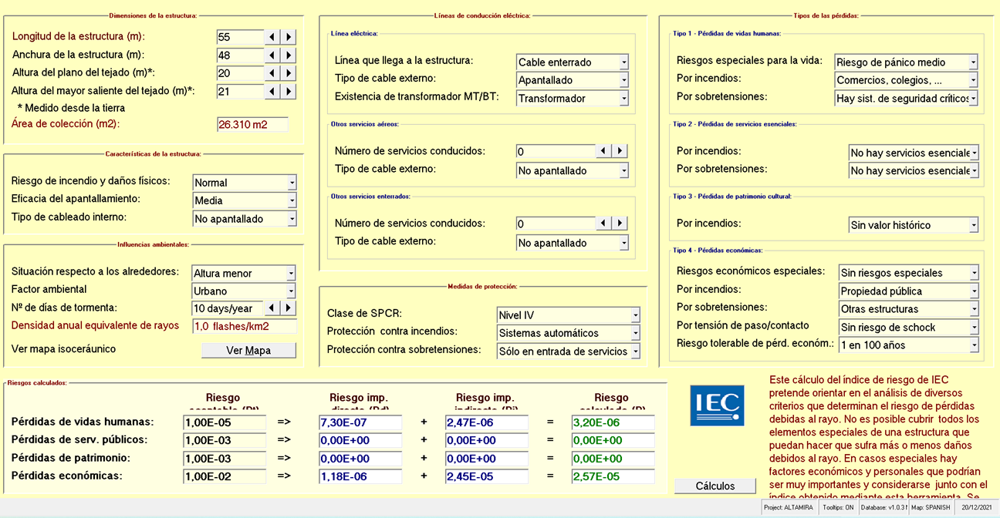 Dimensiones de la estructura:
Longitud de la estructura (m): 55
Anchura de la estructura (m): 48
Altura del plano del tejado (m)*: 20
Altura del mayor saliente del tejado (m)*: 21
* Medido desde la tierra
Área de colección (m2): 26.310 m2
Características de la estructura:
Riesgo de incendio y daños físicos: Normal
Eficacia del apantallamiento: Media
Tipo de cableado interno: No apantallado
Influencias ambientales:
Situación respecto a los alrededores: Altura menor
Factor ambiental Urbano
Nº de días de tormenta: 10 days/year
Densidad anual equivalente de rayos 1,0 flashes/km2
Ver mapa isoceráunico Ver Mapa
Líneas de conducción eléctrica:
Línea eléctrica:
Línea que llega a la estructura: Cable enterrado
Tipo de cable externo: Apantallado
Existencia de transformador MT/BT: Transformador
Otros servicios aéreos:
Número de servicios conducidos: 0
Tipo de cable externo: No apantallado
Otros servicios enterrados:
Número de servicios conducidos: 0
Tipo de cable externo: No apantallado
Medidas de protección:
Clase de SPCR: Nivel IV
Protección contra incendios: Sistemas automáticos
Protección contra sobretensiones: Sólo en entrada de servicios
Tipos de las pérdidas:
Tipo 1 - Pérdidas de vidas humanas:
Riesgos especiales para la vida: Riesgo de pánico medio
Por incendios: Comercios, colegios, ...
Por sobretensiones: Hay sist. de seguridad críticos
Tipo 2 - Pérdidas de servicios esenciales:
Por incendios: No hay servicios esenciale
Por sobretensiones: No hay servicios esenciale
Tipo 3 - Pérdidas de patrimonio cultural:
Por incendios: Sin valor histórico
Tipo 4 - Pérdidas económicas:
Riesgos económicos especiales: Sin riesgos especiales
Por incendios: Propiedad pública
Por sobretensiones: Otras estructuras
Por tensión de paso/contacto Sin riesgo de schock
Riesgo tolerable de pérd. económ.: 1 en 100 años
Riesgos calculados:
Riesgo Riesgo imp. Riesgo imp. Riesgo
Pérdidas de vidas humanas: 1,00E-05 => 7,30E-07 + 2,47E-06 = 3,20E-06
Pérdidas de serv. públicos: 1,00E-03 => 0,00E+00 + 0,00E+00 = 0,00E+00
Pérdidas de patrimonio: 1,00E-03 => 0,00E+00 + 0,00E+00 = 0,00E+00
Pérdidas económicas: 1,00E-02 => 1,18E-06 + 2,45E-05 = 2,57E-05
IEC
Cálculos
Este cálculo del índice de riesgo de IEC
pretende orientar en el análisis de diversos
criterios que determinan el riesgo de pérdidas
debidas al rayo. No es posible cubrir todos los
elementos especiales de una estructura que
puedan hacer que sufra más o menos daños
debidos al rayo. En casos especiales hay
factores económicos y personales que podrían
ser muy importantes y considerarse junto con el
índice obtenido mediante esta herramienta. Se
Project: ALTAMIRA Tooltips: ON Database: v1.0.3 Map: SPANISH 20/12/2021